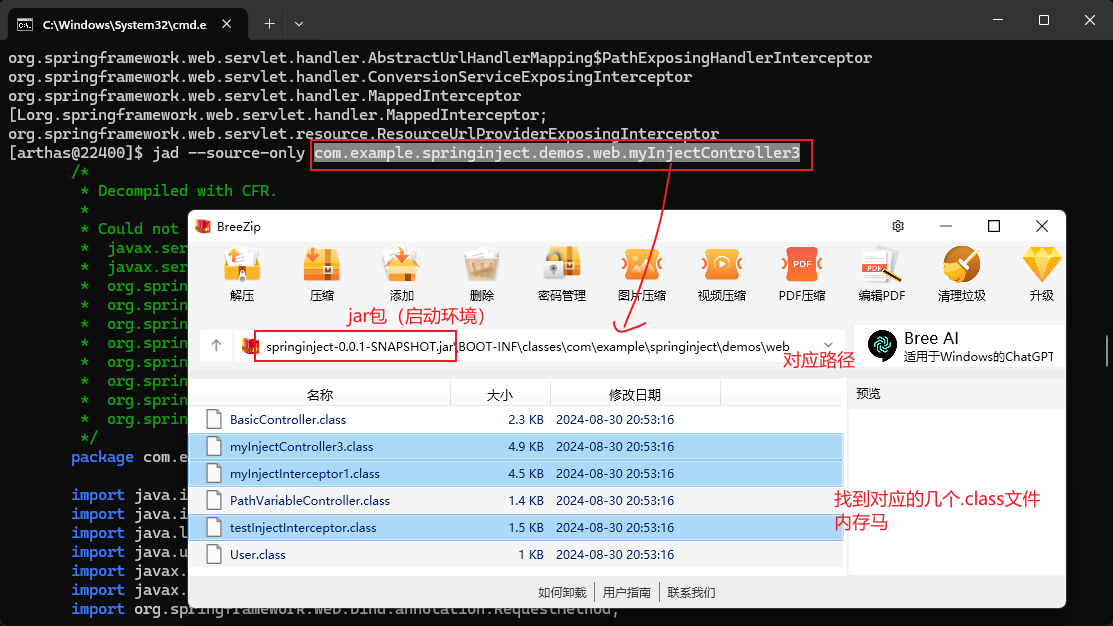 C:\Windows\System32\cmd.e
org.springframework.web.servlet.handler.AbstractUrlHandlerMapping$PathExposingHandlerInterceptor
org.springframework.web.servlet.handler.ConversionServiceExposingInterceptor
org.springframework.web.servlet.handler.MappedInterceptor
[Lorg.springframework.web.servlet.handler.MappedInterceptor;
org.springframework.web.servlet.resource.ResourceUrlProviderExposingInterceptor
[arthas@22400]$ jad --source-only com.example.springinject.demos.web.myInjectController3
/*
* Decompiled with CFR.
*
* Could not
* javax.ser
* javax.ser
* org.sprin
* org.sprin
* org.sprin
* org.sprin
* org.sprin
* org.sprin
* org.sprin
* org.sprin
*/
package com.e
import java.i
import java.i
import java.l
import java.u
import javax.
import javax.
import org.springframework.web.bind.annotation.RequestMethod;
BreeZip
解压 压缩 添加 删除 密码管理 图片压缩 视频压缩 PDF压缩 编辑PDF 清理垃圾 升级
jar包（启动环境）
springinject-0.0.1-SNAPSHOT.jar\BOOT-INF\classes\com\example\springinject\demos\web
对应路径
Bree AI
适用于Windows的ChatGPT
名称 大小 修改日期
预览
BasicController.class 2.3 KB 2024-08-30 20:53:16
myInjectController3.class 4.9 KB 2024-08-30 20:53:16
myInjectInterceptor1.class 4.5 KB 2024-08-30 20:53:16
PathVariableController.class 1.4 KB 2024-08-30 20:53:16
testInjectInterceptor.class 1.5 KB 2024-08-30 20:53:16
User.class 1 KB 2024-08-30 20:53:16
找到对应的几个.class文件
内存马
如何卸载 用户指南 联系我们